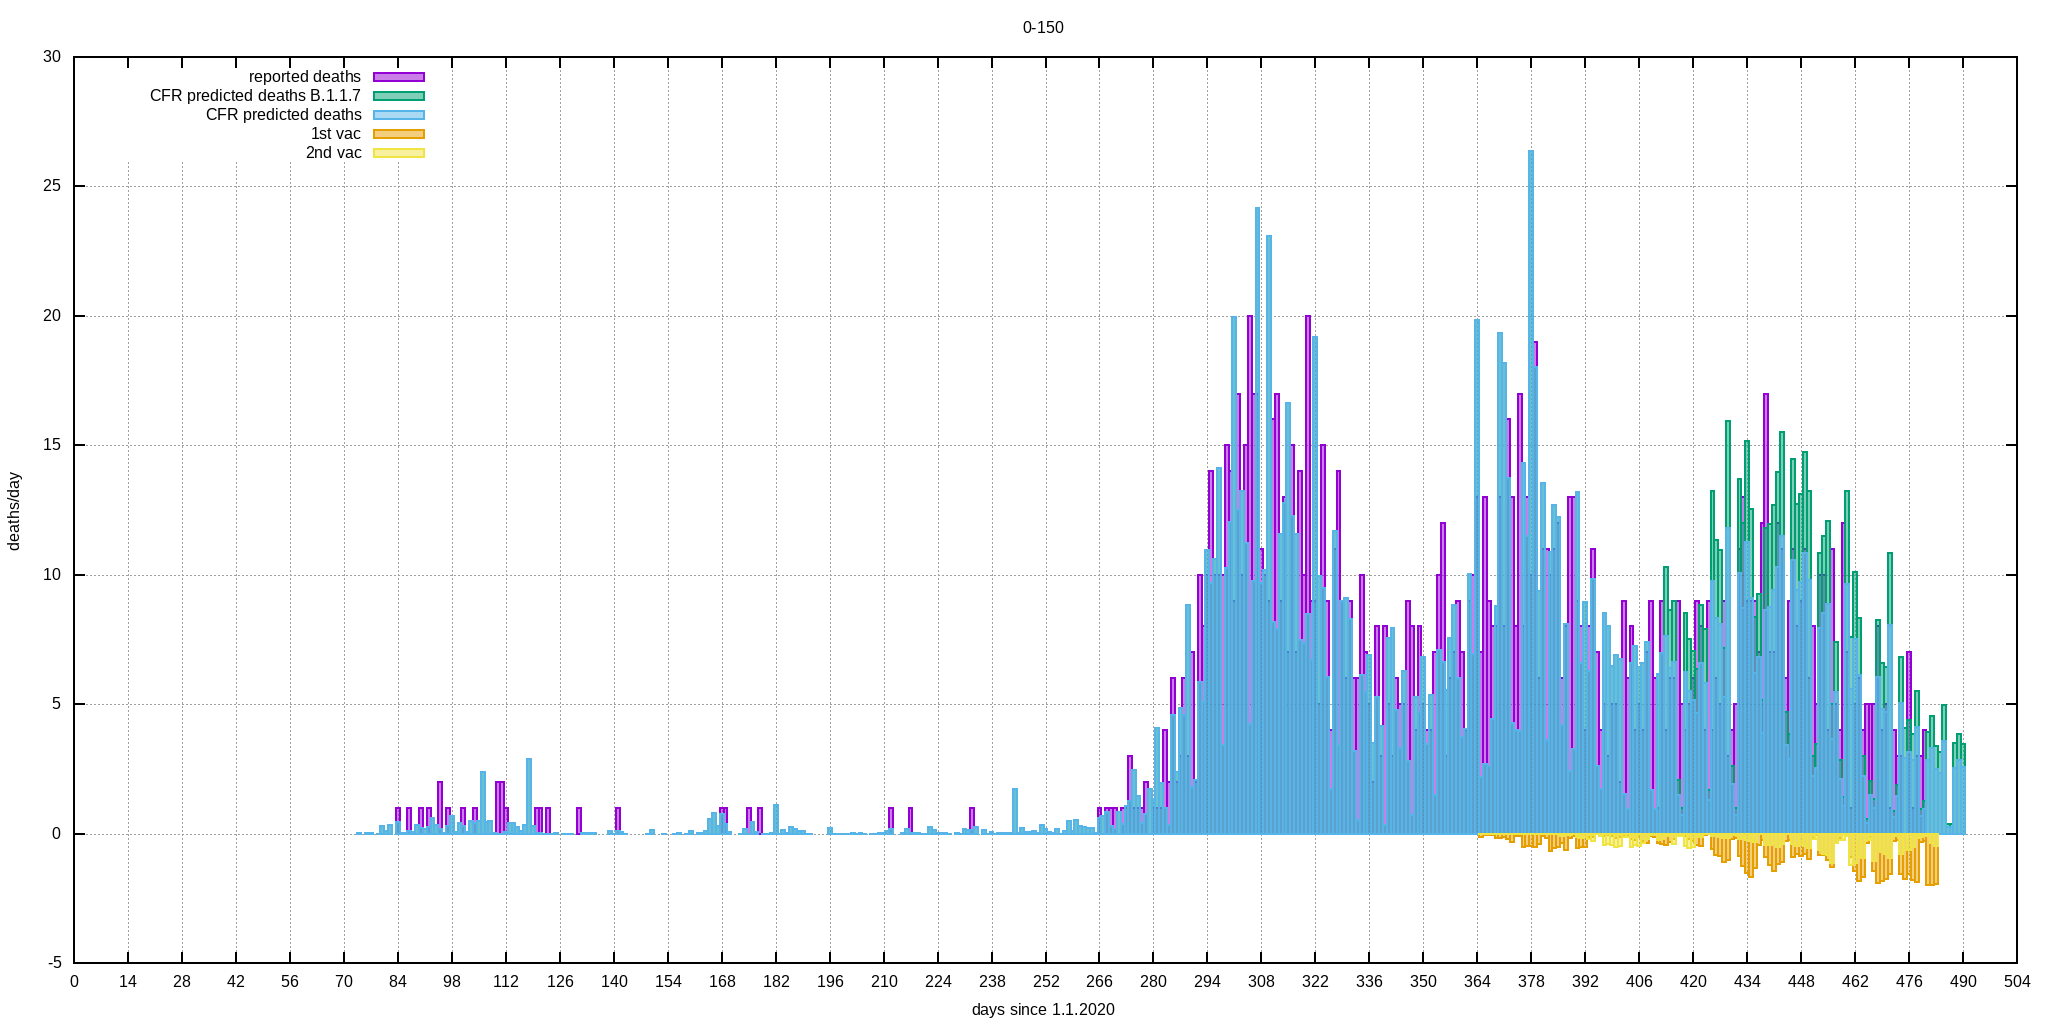 0-150
30
25
20
15
10
5
0
-5
deaths/day
reported deaths
CFR predicted deaths B.1.1.7
CFR predicted deaths
1st vac
2nd vac
0 14 28 42 56 70 84 98 112 126 140 154 168 182 196 210 224 238 252 266 280 294 308 322 336 350 364 378 392 406 420 434 448 462 476 490 504
days since 1.1.2020